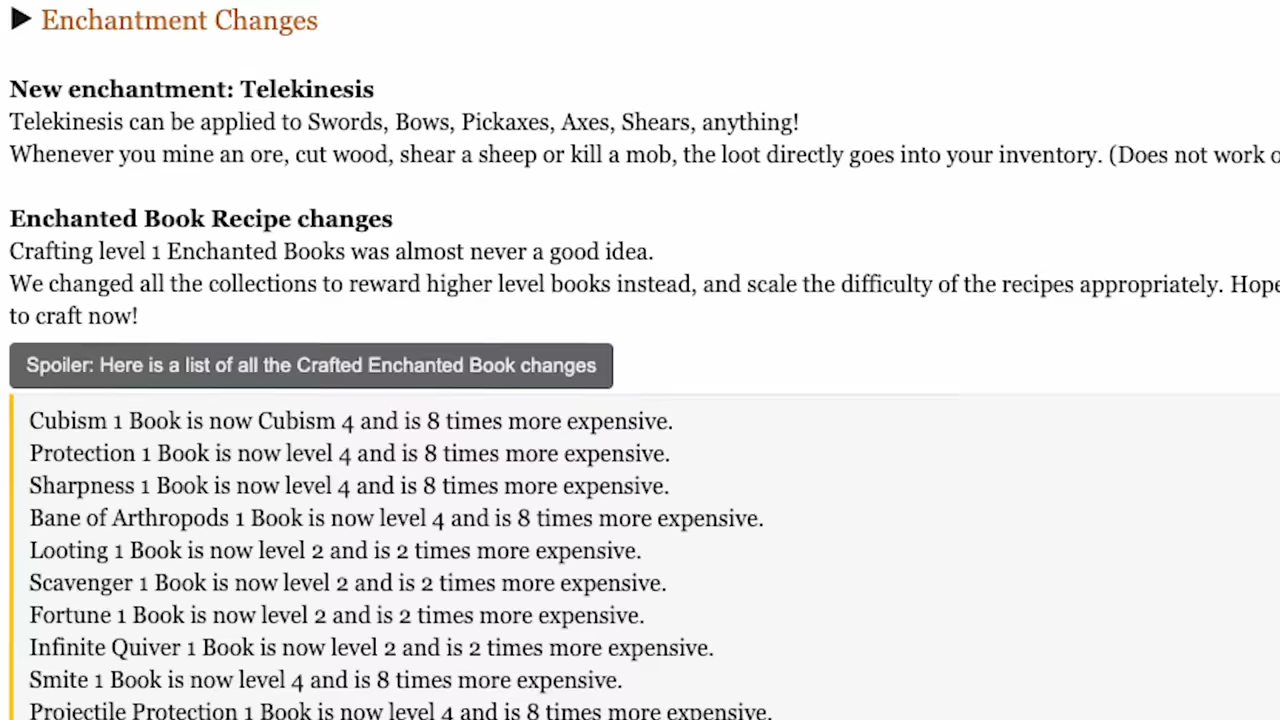 ▶ Enchantment Changes
New enchantment: Telekinesis
Telekinesis can be applied to Swords, Bows, Pickaxes, Axes, Shears, anything!
Whenever you mine an ore, cut wood, shear a sheep or kill a mob, the loot directly goes into your inventory. (Does not work
Enchanted Book Recipe changes
Crafting level 1 Enchanted Books was almost never a good idea.
We changed all the collections to reward higher level books instead, and scale the difficulty of the recipes appropriately.
to craft now!
Spoiler: Here is a list of all the Crafted Enchanted Book changes
Cubism 1 Book is now Cubism 4 and is 8 times more expensive.
Protection 1 Book is now level 4 and is 8 times more expensive.
Sharpness 1 Book is now level 4 and is 8 times more expensive.
Bane of Arthropods 1 Book is now level 4 and is 8 times more expensive.
Looting 1 Book is now level 2 and is 2 times more expensive.
Scavenger 1 Book is now level 2 and is 2 times more expensive.
Fortune 1 Book is now level 2 and is 2 times more expensive.
Infinite Quiver 1 Book is now level 2 and is 2 times more expensive.
Smite 1 Book is now level 4 and is 8 times more expensive.
Projectile Protection 1 Book is now level 4 and is 8 times more expensive.